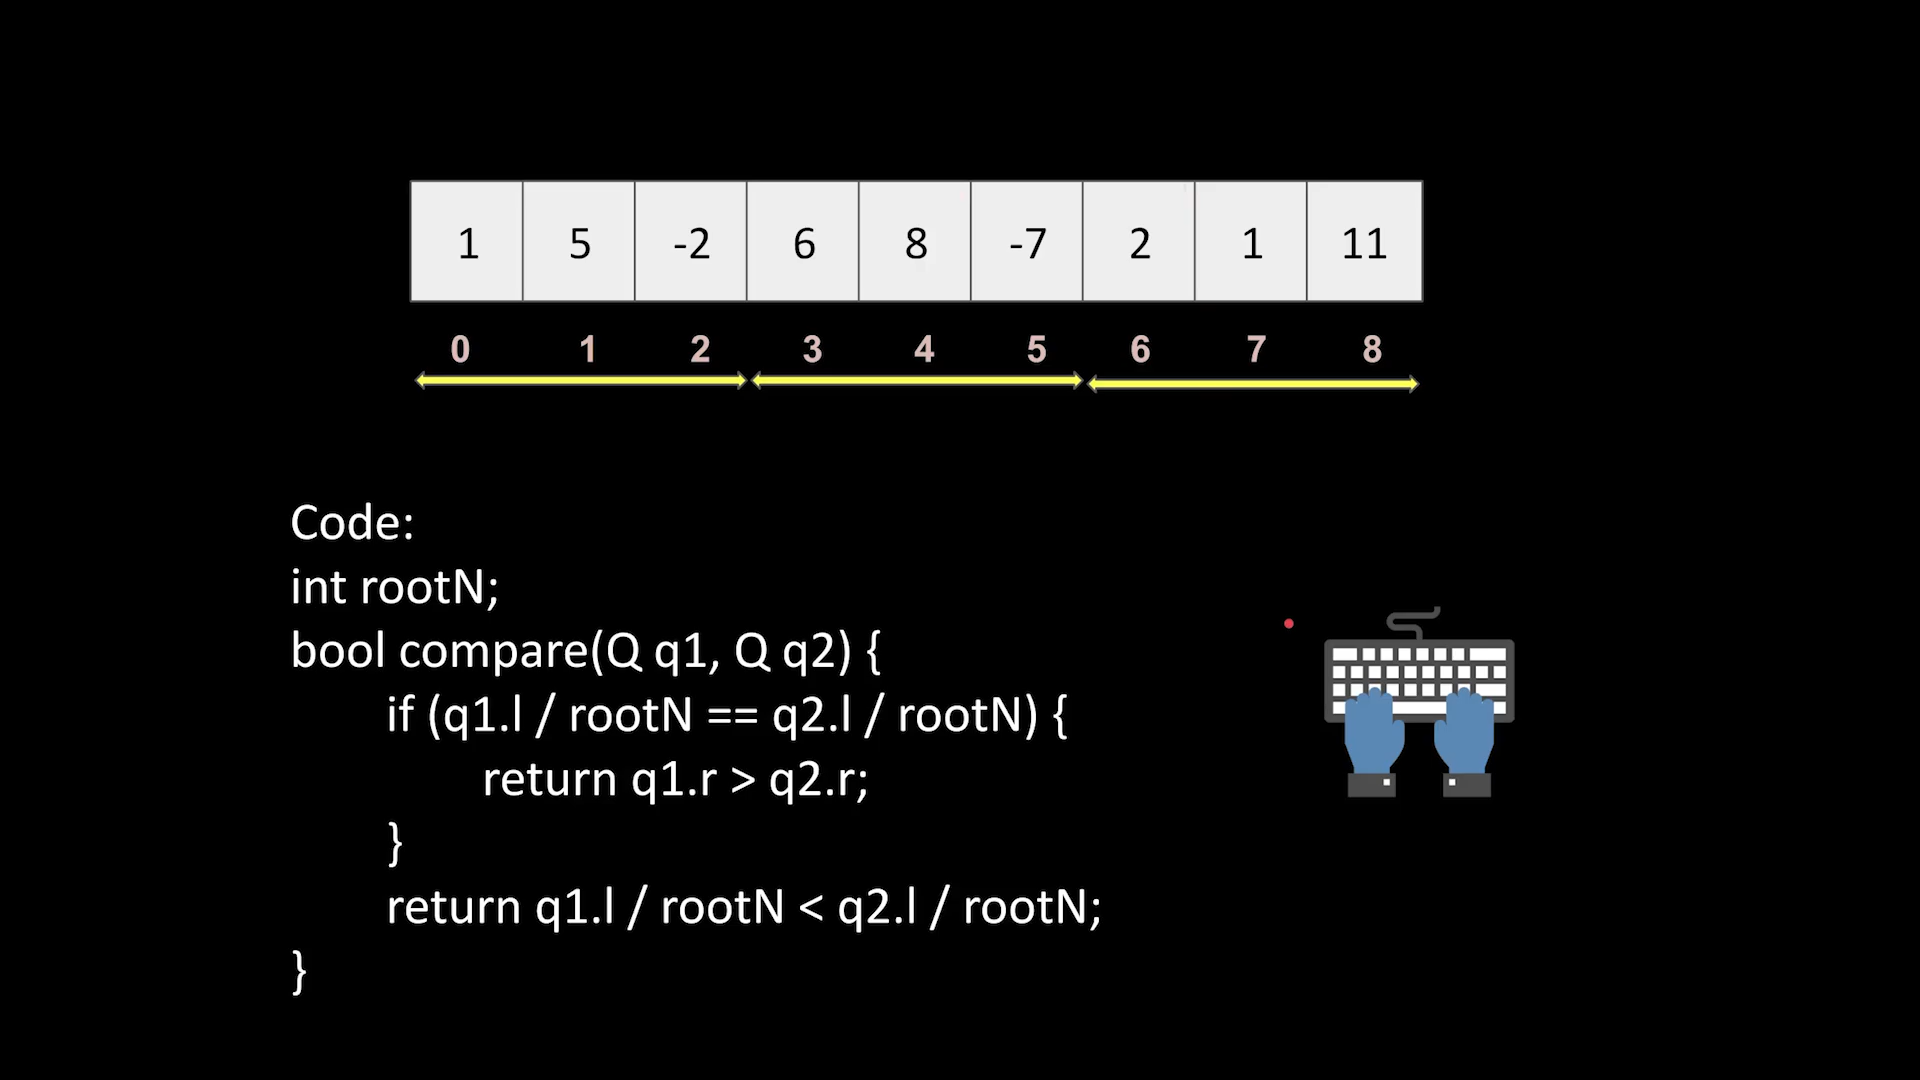 1 5 -2 6 8 -7 2 1 11
0 1 2 3 4 5 6 7 8
Code:
int rootN;
bool compare(Q q1, Q q2) {
if (q1.l / rootN == q2.l / rootN) {
return q1.r > q2.r;
}
return q1.l / rootN < q2.l / rootN;
}